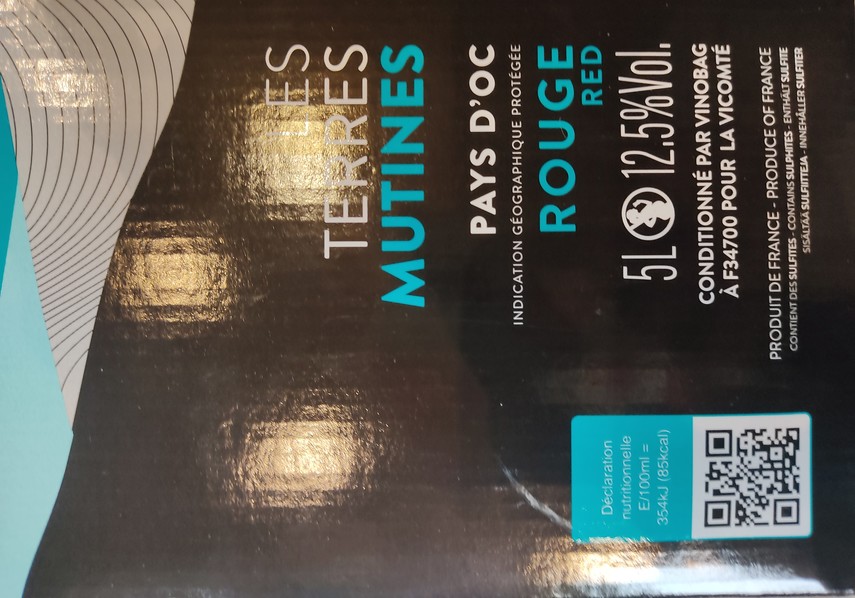 LES
TERRES
MUTINES
PAYS D'OC
INDICATION GÉOGRAPHIQUE PROTÉGÉE
ROUGE
RED
5L 12.5%Vol.
CONDITIONNÉ PAR VINOBAG
À F34700 POUR LA VICOMTÉ
PRODUIT DE FRANCE - PRODUCE OF FRANCE
CONTIENT DES SULFITES - CONTAINS SULPHITES - ENTHÄLT SULFITE
SISÄLTÄÄ SULFIITTEJA - INNEHÅLLER SULFITER
Déclaration
nutritionnelle
E/100ml =
354kJ (85kcal)